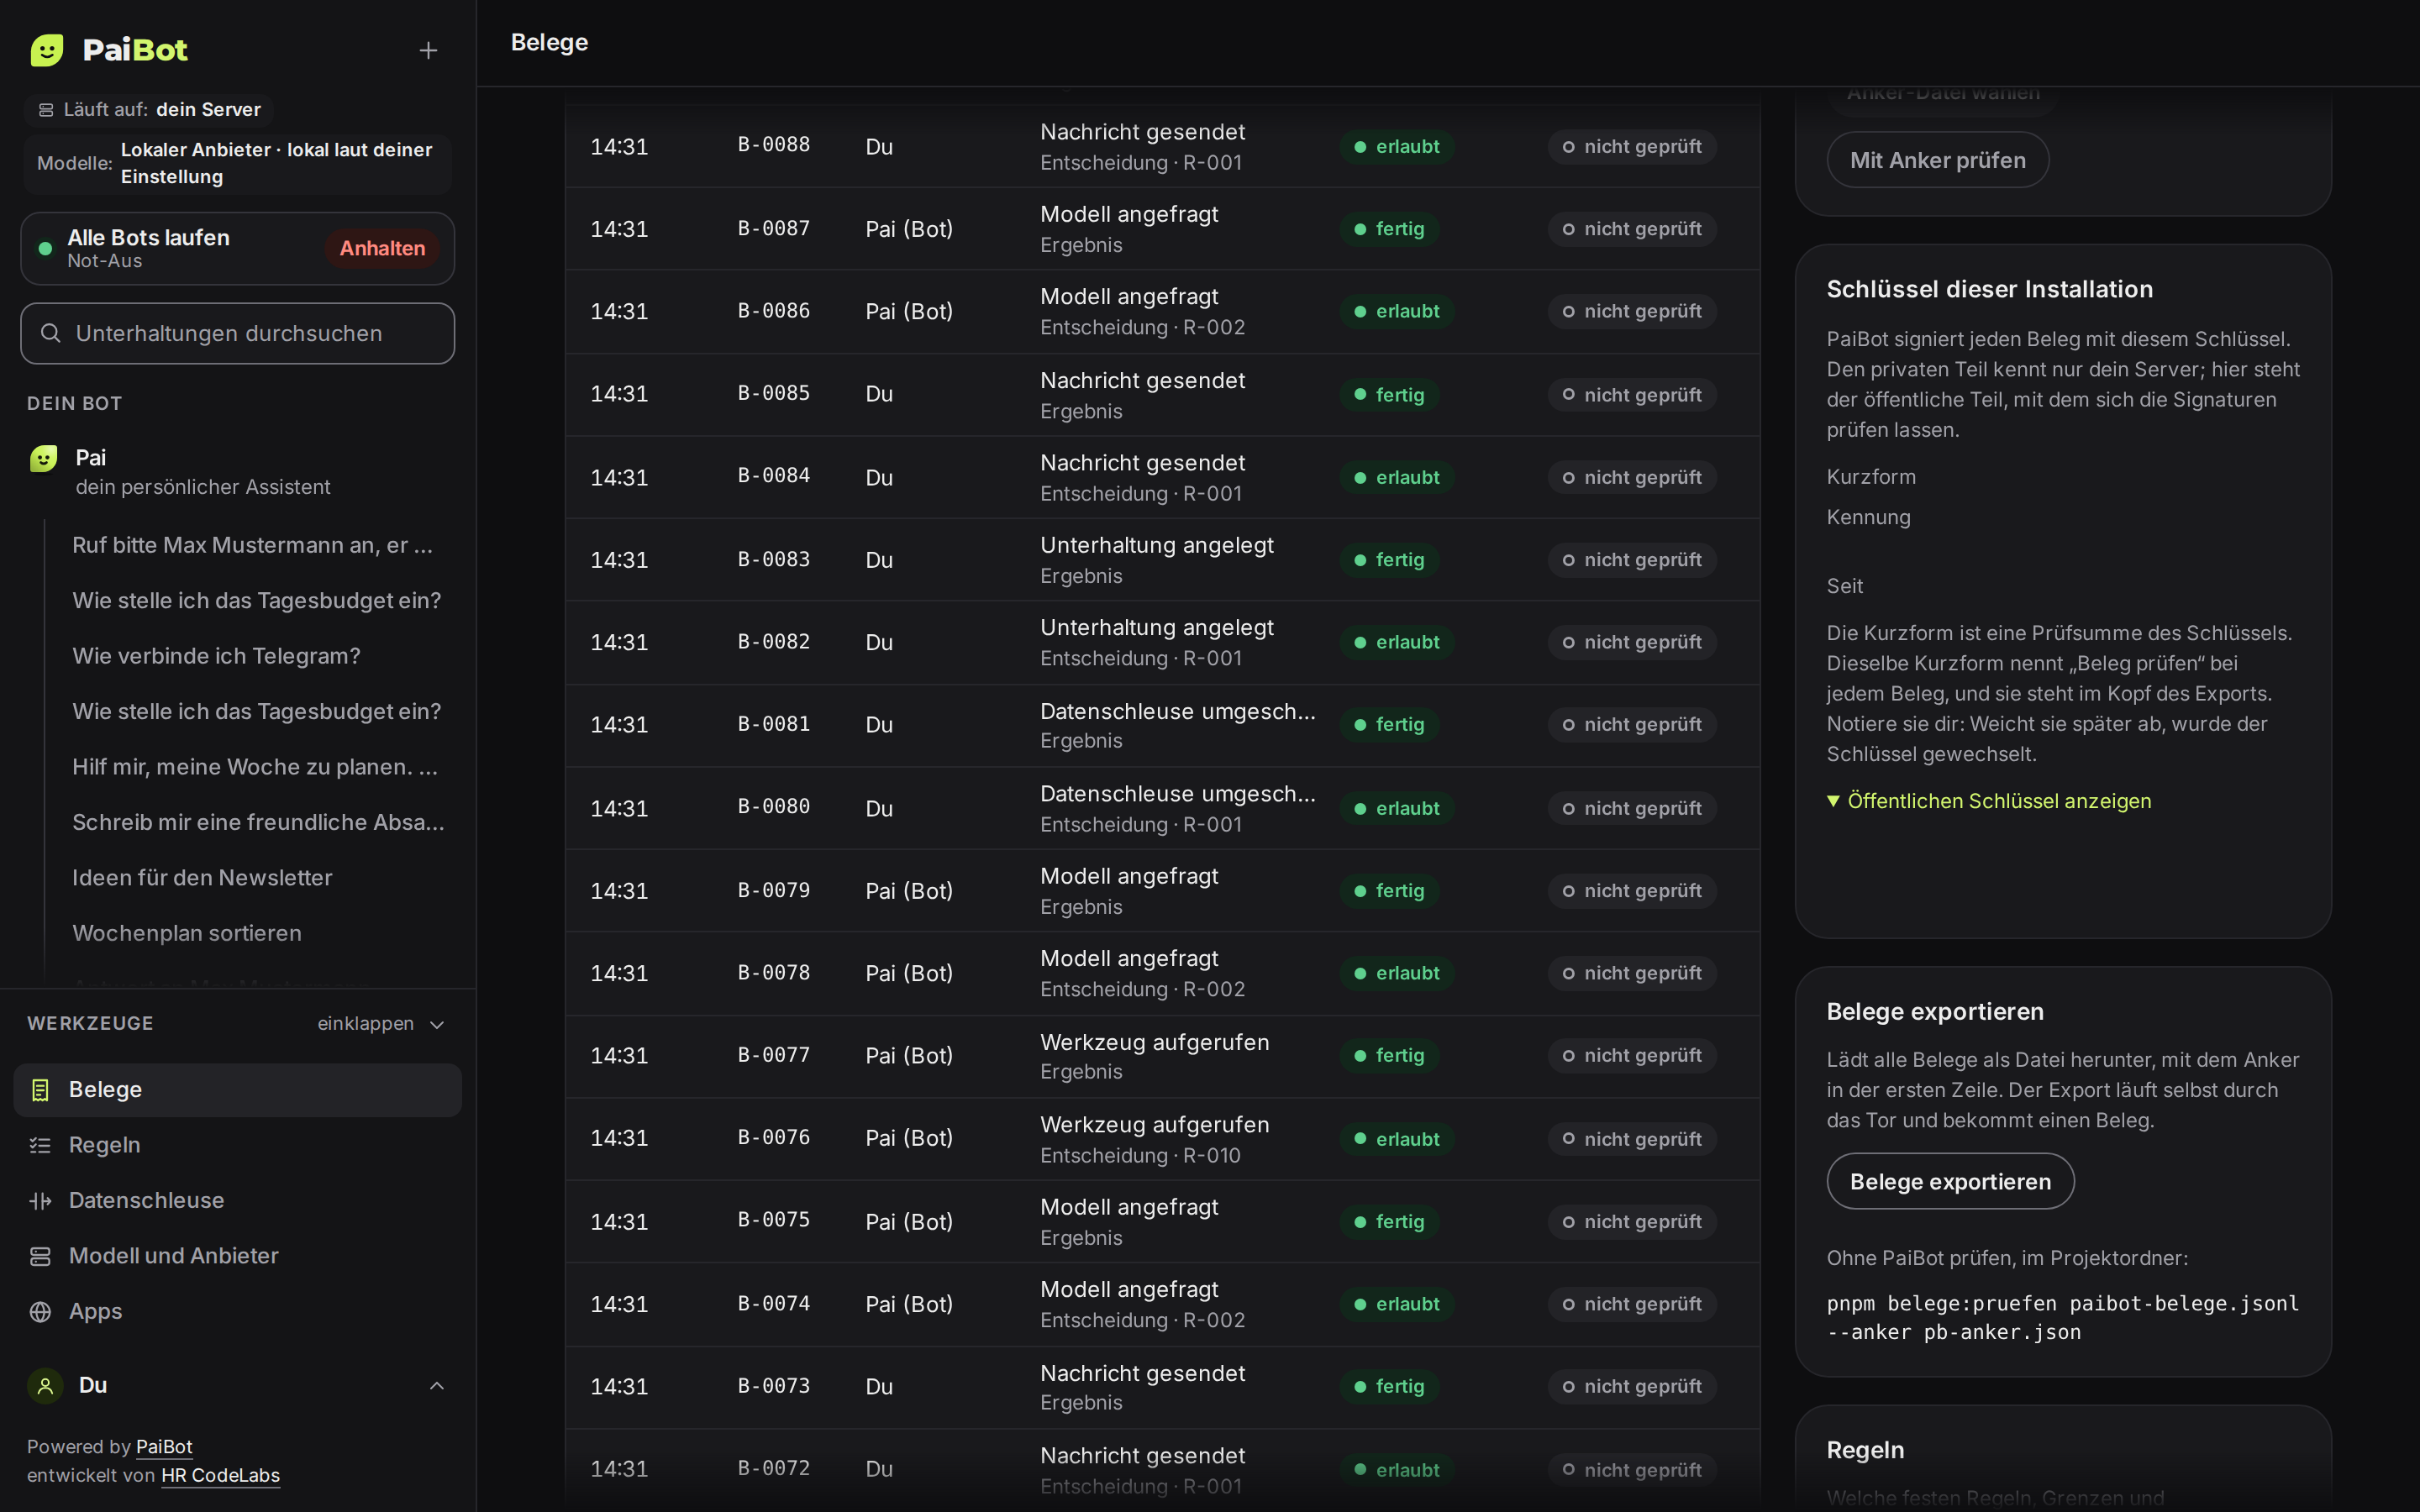 PaiBot
Läuft auf: dein Server
Modelle: Lokaler Anbieter · lokal laut deiner Einstellung
Alle Bots laufen
Not-Aus
Anhalten
Unterhaltungen durchsuchen
DEIN BOT
Pai
dein persönlicher Assistent
Ruf bitte Max Mustermann an, er ...
Wie stelle ich das Tagesbudget ein?
Wie verbinde ich Telegram?
Wie stelle ich das Tagesbudget ein?
Hilf mir, meine Woche zu planen. ...
Schreib mir eine freundliche Absa...
Ideen für den Newsletter
Wochenplan sortieren
WERKZEUGE einklappen
Belege
Regeln
Datenschleuse
Modell und Anbieter
Apps
Du
Powered by PaiBot
entwickelt von HR CodeLabs
Belege
14:31 B-0088 Du Nachricht gesendet erlaubt nicht geprüft
Entscheidung · R-001
14:31 B-0087 Pai (Bot) Modell angefragt fertig nicht geprüft
Ergebnis
14:31 B-0086 Pai (Bot) Modell angefragt erlaubt nicht geprüft
Entscheidung · R-002
14:31 B-0085 Du Nachricht gesendet fertig nicht geprüft
Ergebnis
14:31 B-0084 Du Nachricht gesendet erlaubt nicht geprüft
Entscheidung · R-001
14:31 B-0083 Du Unterhaltung angelegt fertig nicht geprüft
Ergebnis
14:31 B-0082 Du Unterhaltung angelegt erlaubt nicht geprüft
Entscheidung · R-001
14:31 B-0081 Du Datenschleuse umgesch... fertig nicht geprüft
Ergebnis
14:31 B-0080 Du Datenschleuse umgesch... erlaubt nicht geprüft
Entscheidung · R-001
14:31 B-0079 Pai (Bot) Modell angefragt fertig nicht geprüft
Ergebnis
14:31 B-0078 Pai (Bot) Modell angefragt erlaubt nicht geprüft
Entscheidung · R-002
14:31 B-0077 Pai (Bot) Werkzeug aufgerufen fertig nicht geprüft
Ergebnis
14:31 B-0076 Pai (Bot) Werkzeug aufgerufen erlaubt nicht geprüft
Entscheidung · R-010
14:31 B-0075 Pai (Bot) Modell angefragt fertig nicht geprüft
Ergebnis
14:31 B-0074 Pai (Bot) Modell angefragt erlaubt nicht geprüft
Entscheidung · R-002
14:31 B-0073 Du Nachricht gesendet fertig nicht geprüft
Ergebnis
14:31 B-0072 Du Nachricht gesendet erlaubt nicht geprüft
Entscheidung · R-001
Anker-Datei wählen
Mit Anker prüfen
Schlüssel dieser Installation
PaiBot signiert jeden Beleg mit diesem Schlüssel.
Den privaten Teil kennt nur dein Server; hier steht
der öffentliche Teil, mit dem sich die Signaturen
prüfen lassen.
Kurzform
Kennung
Seit
Die Kurzform ist eine Prüfsumme des Schlüssels.
Dieselbe Kurzform nennt „Beleg prüfen“ bei
jedem Beleg, und sie steht im Kopf des Exports.
Notiere sie dir: Weicht sie später ab, wurde der
Schlüssel gewechselt.
Öffentlichen Schlüssel anzeigen
Belege exportieren
Lädt alle Belege als Datei herunter, mit dem Anker
in der ersten Zeile. Der Export läuft selbst durch
das Tor und bekommt einen Beleg.
Belege exportieren
Ohne PaiBot prüfen, im Projektordner:
pnpm belege:pruefen paibot-belege.jsonl
--anker pb-anker.json
Regeln
Welche festen Regeln, Grenzen und